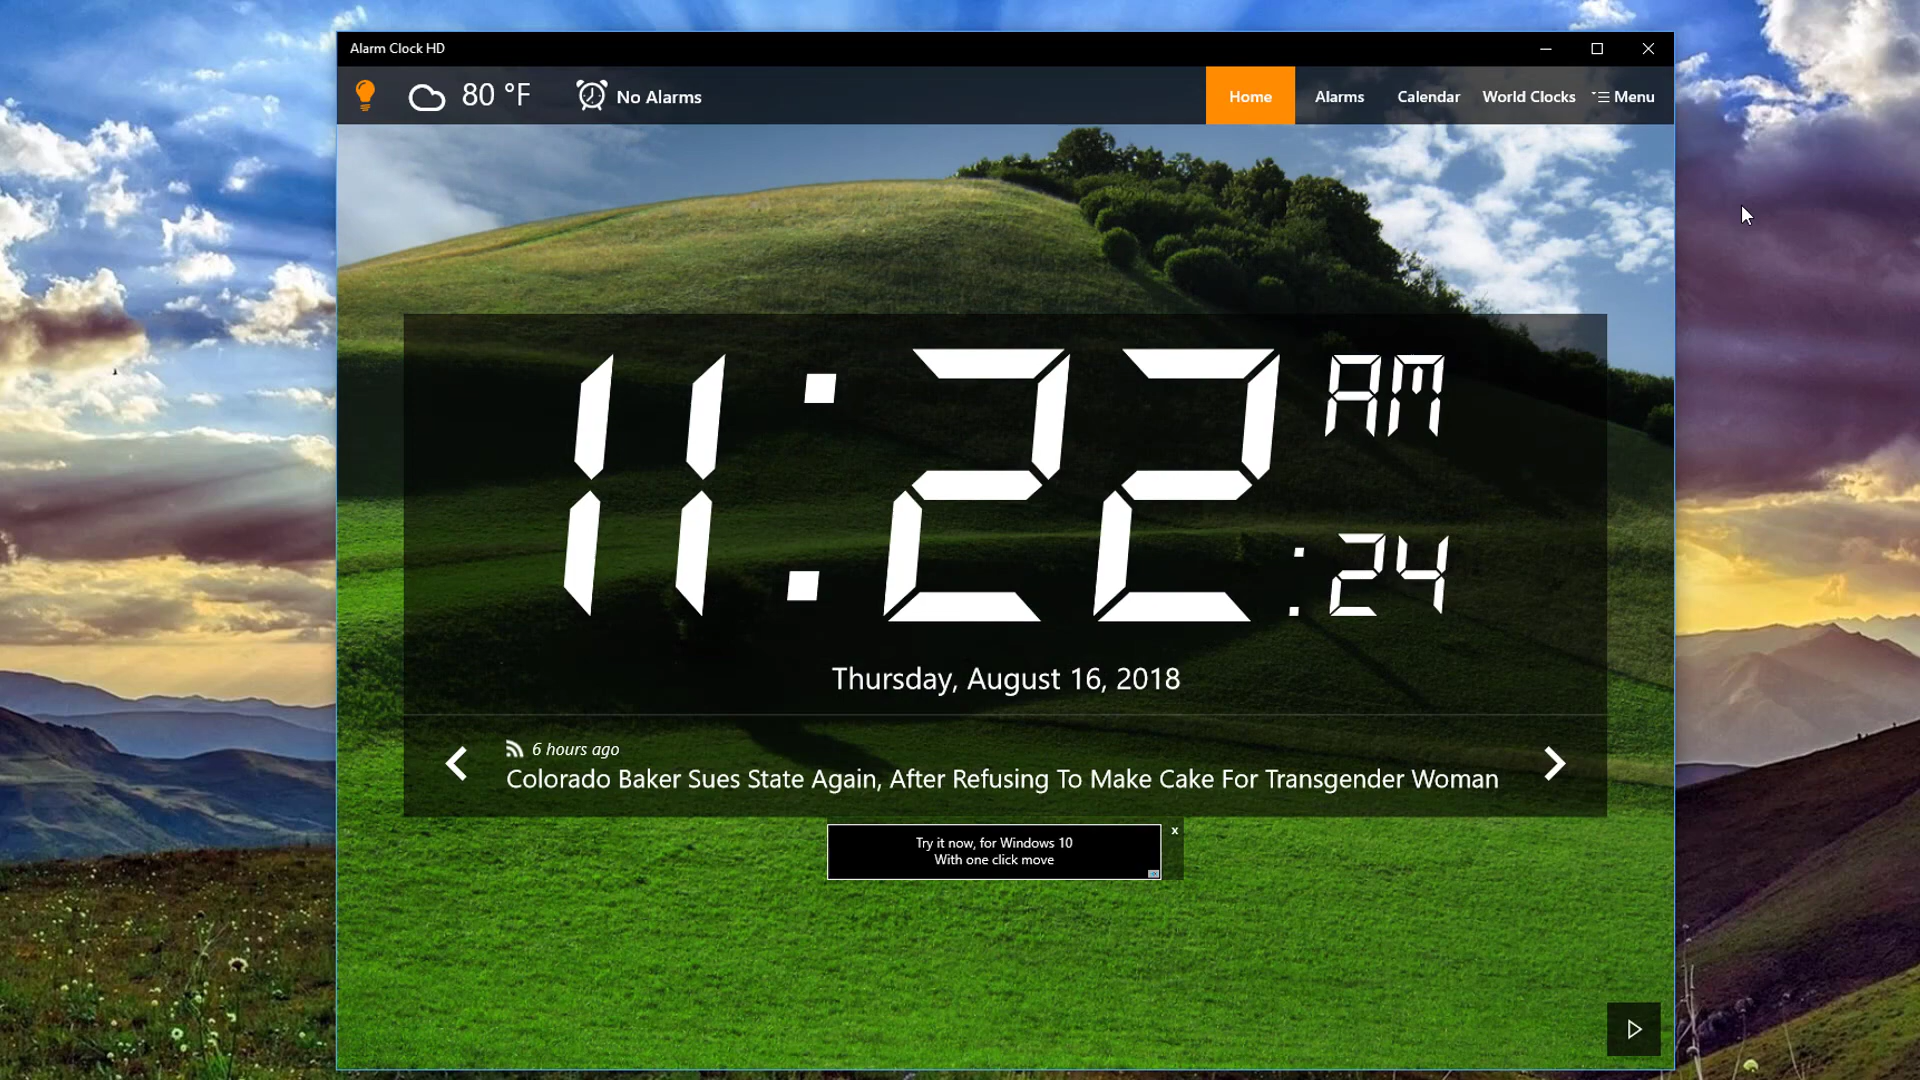 Alarm Clock HD
80 °F
No Alarms
Home
Alarms
Calendar
World Clocks
Menu
11:22 AM
:24
Thursday, August 16, 2018
6 hours ago
Colorado Baker Sues State Again, After Refusing To Make Cake For Transgender Woman
x
Try it now, for Windows 10
With one click move